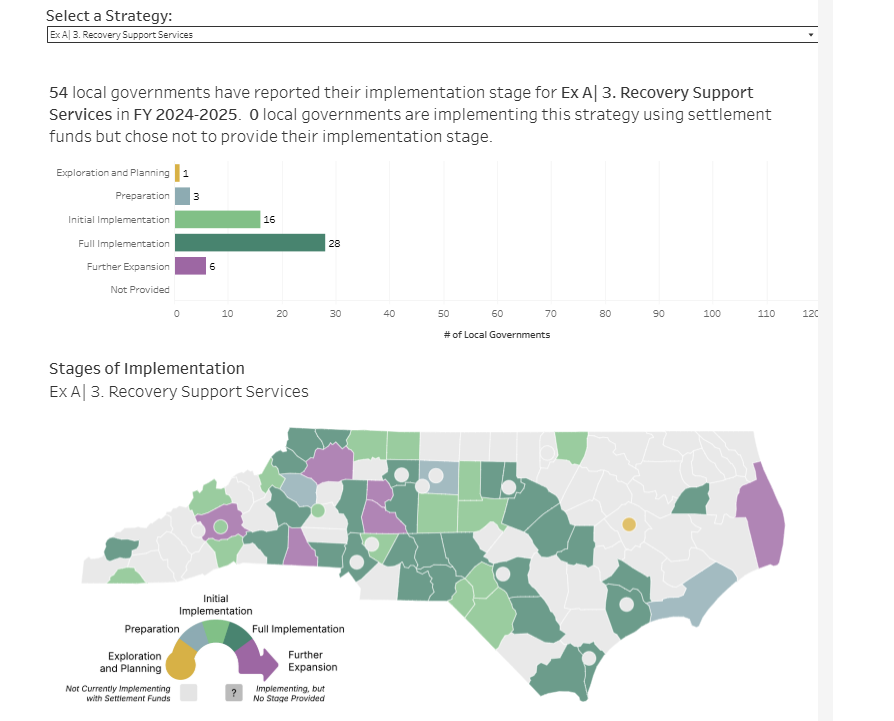 Select a Strategy:
Ex A| 3. Recovery Support Services
54 local governments have reported their implementation stage for Ex A| 3. Recovery Support
Services in FY 2024-2025.  0 local governments are implementing this strategy using settlement
funds but chose not to provide their implementation stage.
Exploration and Planning 1
Preparation 3
Initial Implementation 16
Full Implementation 28
Further Expansion 6
Not Provided
0 10 20 30 40 50 60 70 80 90 100 110 120
# of Local Governments
Stages of Implementation
Ex A| 3. Recovery Support Services
Initial
Implementation
Preparation
Full Implementation
Exploration
and Planning
Further
Expansion
Not Currently Implementing
with Settlement Funds
?
Implementing, but
No Stage Provided